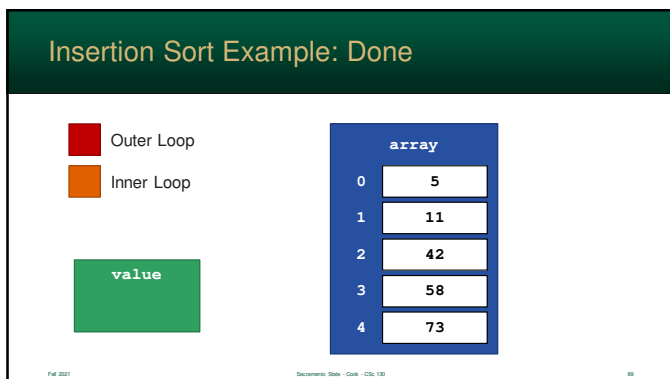 Insertion Sort Example: Done
Outer Loop
Inner Loop
value
array
0 5
1 11
2 42
3 58
4 73
Fall 2021 Sacramento State - Cook - CSc 130 89